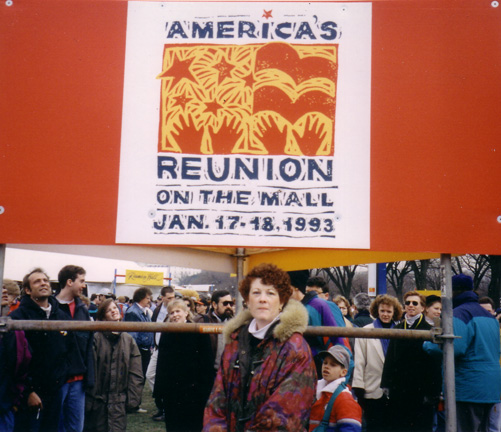 AMERICA'S
REUNION
ON THE MALL
JAN. 17-18, 1993